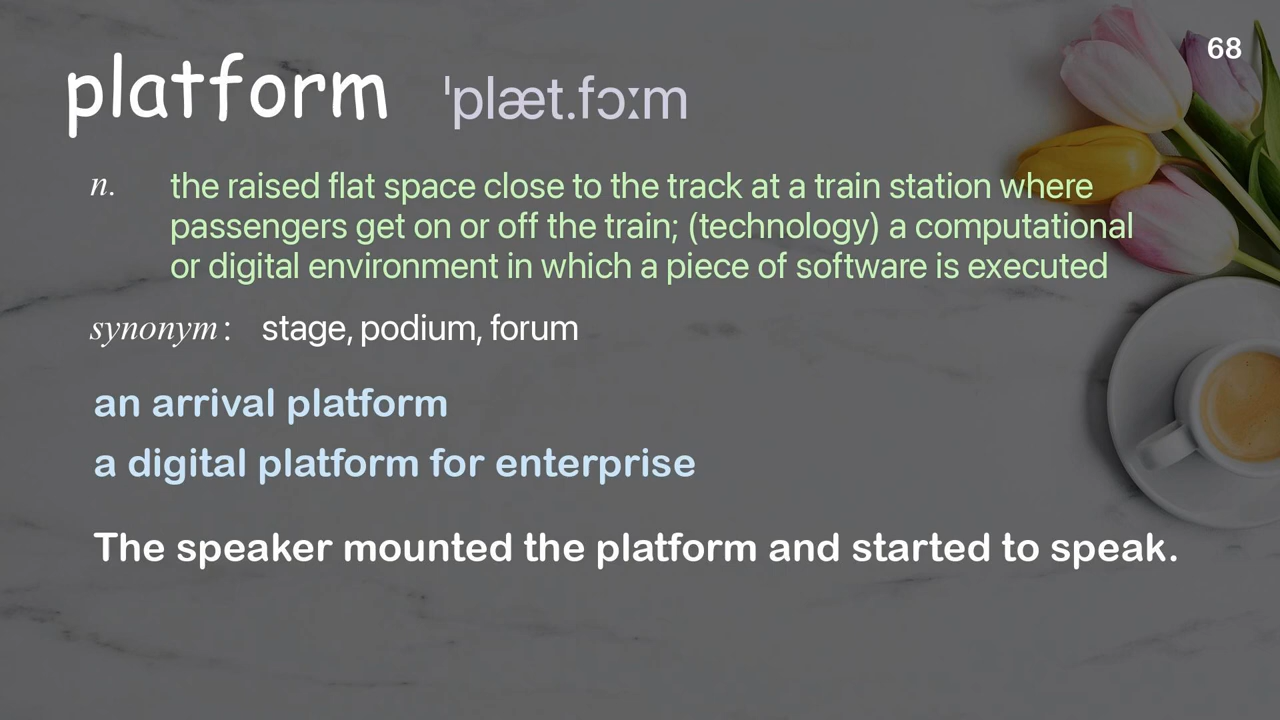 68
platform ˈplæt.fɔːm
n. the raised flat space close to the track at a train station where
passengers get on or off the train; (technology) a computational
or digital environment in which a piece of software is executed
synonym: stage, podium, forum
an arrival platform
a digital platform for enterprise
The speaker mounted the platform and started to speak.